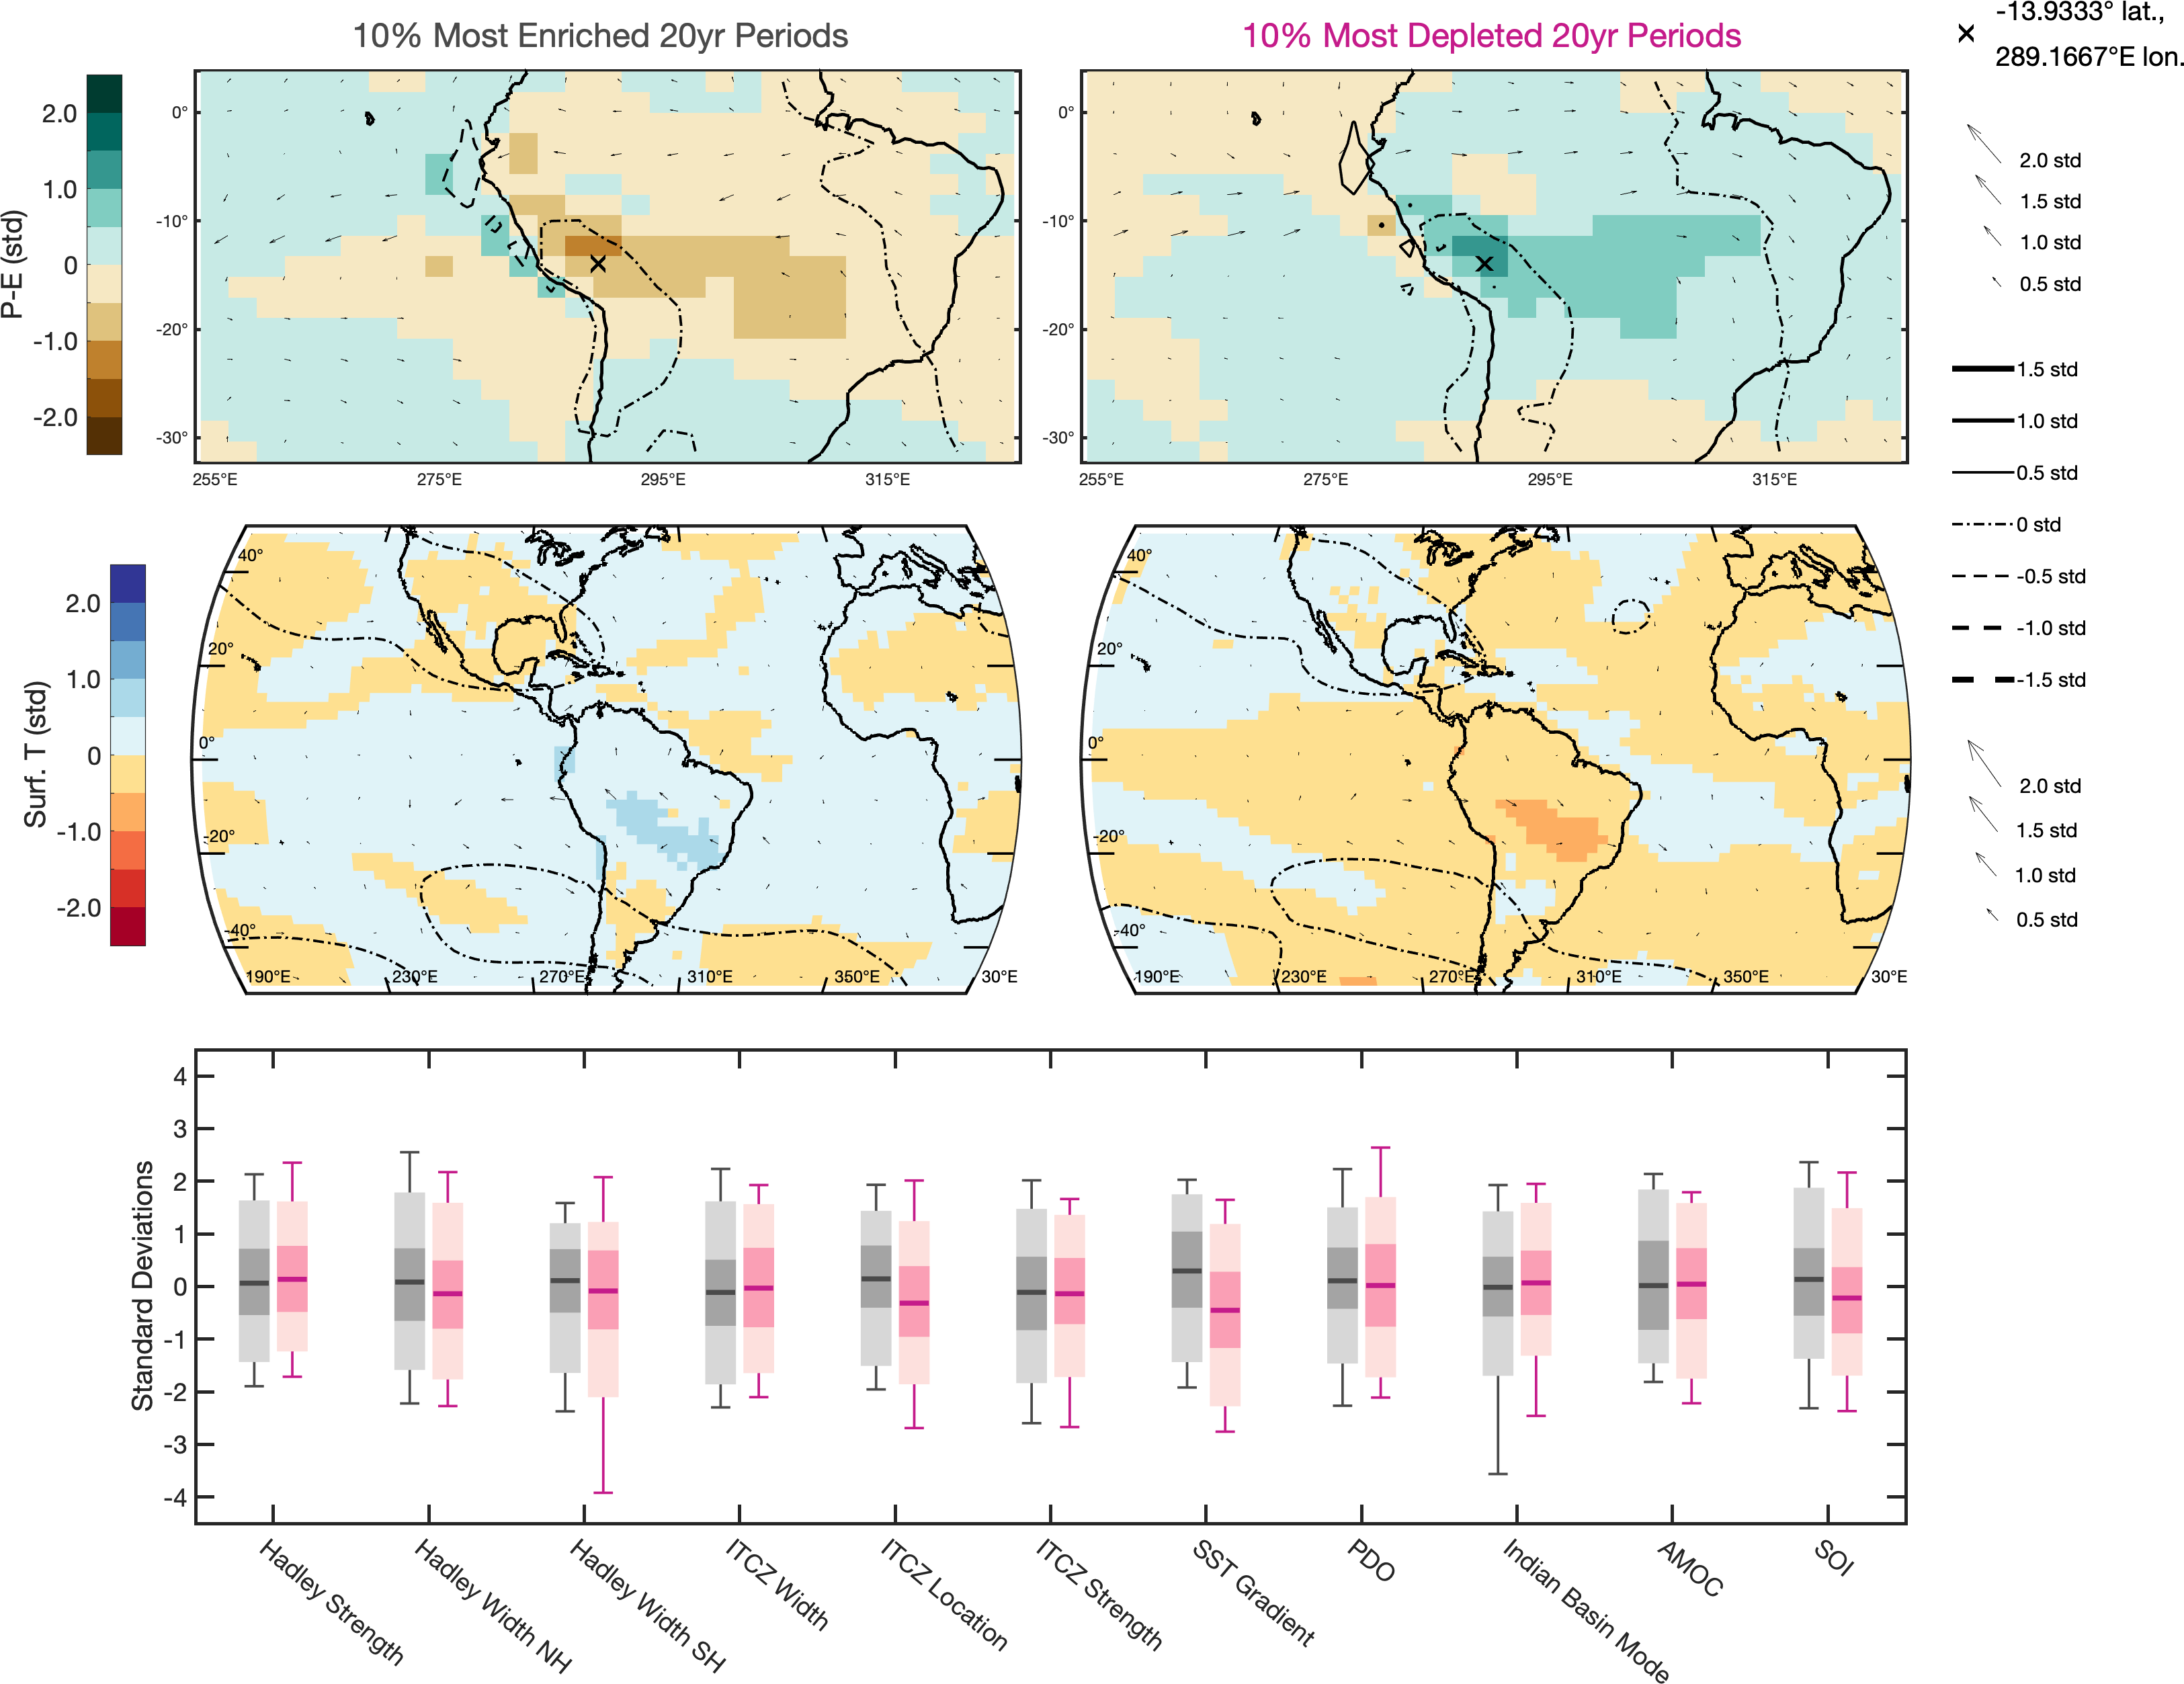 10% Most Enriched 20yr Periods
10% Most Depleted 20yr Periods
-13.9333° lat.,
289.1667°E lon.
P-E (std)
2.0
1.0
0
-1.0
-2.0
0°
-10°
-20°
-30°
255°E
275°E
295°E
315°E
0°
-10°
-20°
-30°
255°E
275°E
295°E
315°E
2.0 std
1.5 std
1.0 std
0.5 std
1.5 std
1.0 std
0.5 std
0 std
-0.5 std
-1.0 std
-1.5 std
Surf. T (std)
2.0
1.0
0
-1.0
-2.0
40°
20°
0°
-20°
-40°
190°E
230°E
270°E
310°E
350°E
30°E
40°
20°
0°
-20°
-40°
190°E
230°E
270°E
310°E
350°E
30°E
2.0 std
1.5 std
1.0 std
0.5 std
Standard Deviations
4
3
2
1
0
-1
-2
-3
-4
Hadley Strength
Hadley Width NH
Hadley Width SH
ITCZ Width
ITCZ Location
ITCZ Strength
SST Gradient
PDO
Indian Basin Mode
AMOC
SOI